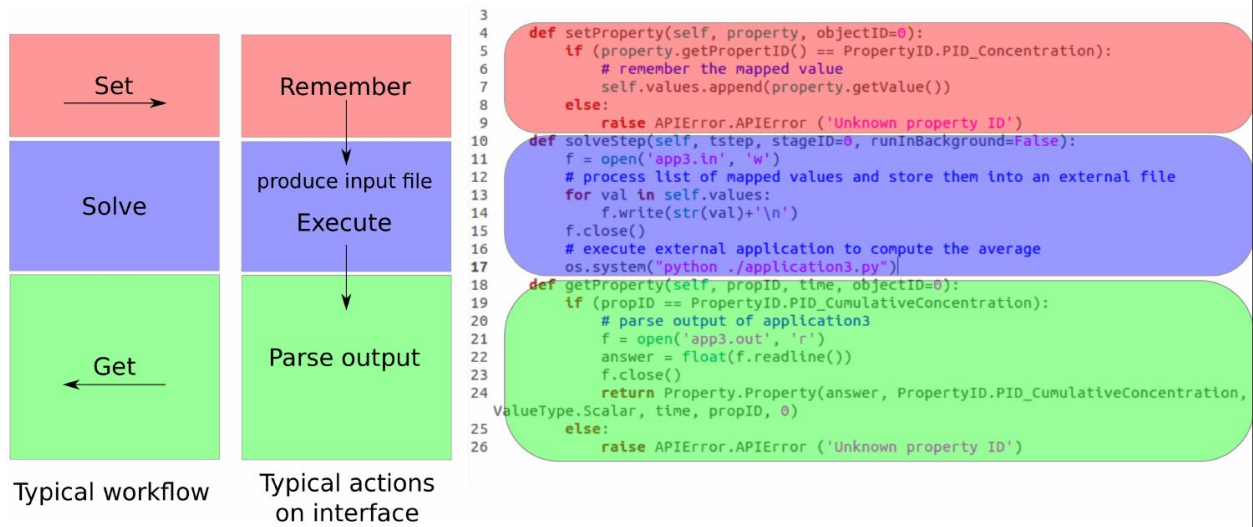 Set
Solve
Get
Typical workflow
Remember
produce input file
Execute
Parse output
Typical actions
on interface
3
4 def setProperty(self, property, objectID=0):
5 if (property.getPropertID() == PropertyID.PID_Concentration):
6 # remember the mapped value
7 self.values.append(property.getValue())
8 else:
9 raise APIError.APIError ('Unknown property ID')
10 def solveStep(self, tstep, stageID=0, runInBackground=False):
11 f = open('app3.in', 'w')
12 # process list of mapped values and store them into an external file
13 for val in self.values:
14 f.write(str(val)+'\n')
15 f.close()
16 # execute external application to compute the average
17 os.system("python ./application3.py")
18 def getProperty(self, propID, time, objectID=0):
19 if (propID == PropertyID.PID_CumulativeConcentration):
20 # parse output of application3
21 f = open('app3.out', 'r')
22 answer = float(f.readline())
23 f.close()
24 return Property.Property(answer, PropertyID.PID_CumulativeConcentration,
ValueType.Scalar, time, propID, 0)
25 else:
26 raise APIError.APIError ('Unknown property ID')